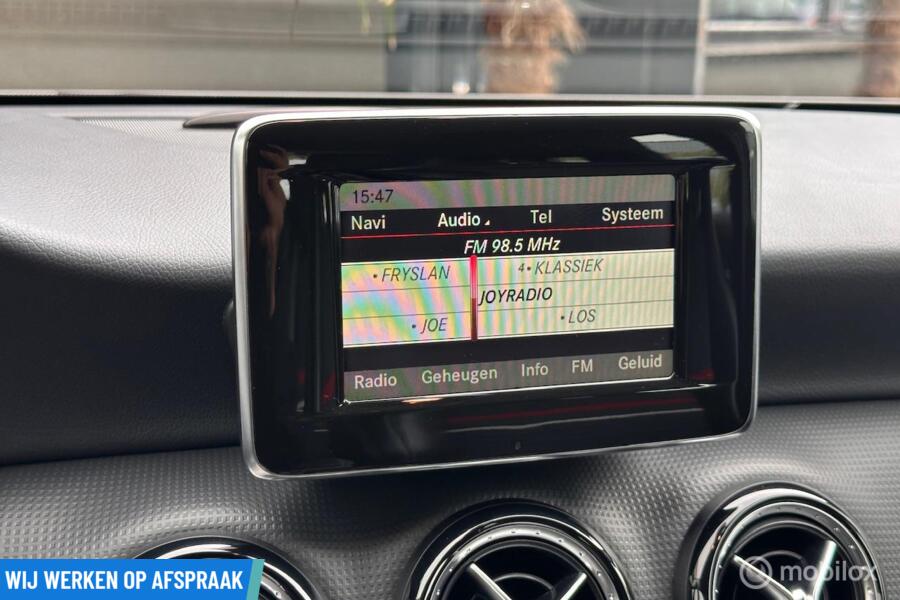 15:47
Navi Audio Tel Systeem
FM 98.5 MHz
•FRYSLAN 4•KLASSIEK
JOYRADIO
•JOE •LOS
Radio Geheugen Info FM Geluid
WIJ WERKEN OP AFSPRAAK
mobilox